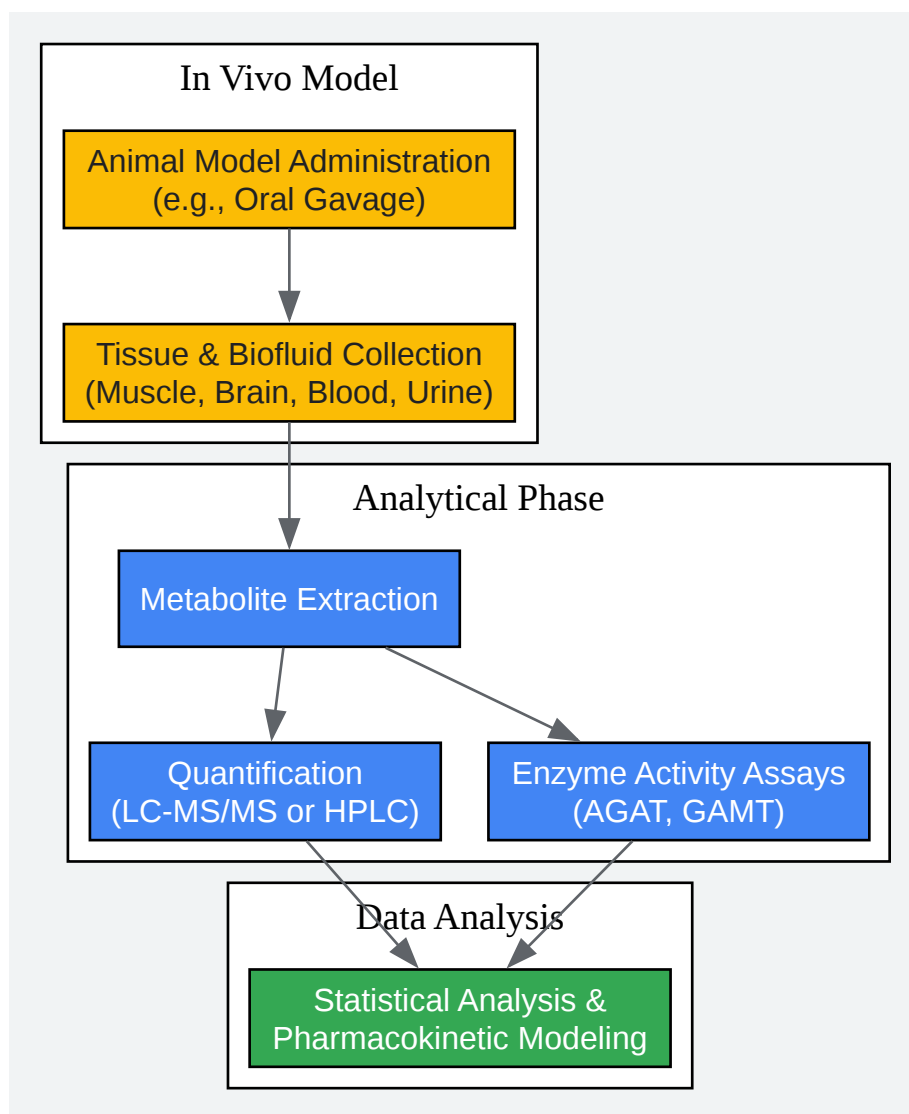 In Vivo Model
Animal Model Administration
(e.g., Oral Gavage)
Tissue & Biofluid Collection
(Muscle, Brain, Blood, Urine)
Analytical Phase
Metabolite Extraction
Quantification
(LC-MS/MS or HPLC)
Enzyme Activity Assays
(AGAT, GAMT)
Data Analysis
Statistical Analysis &
Pharmacokinetic Modeling